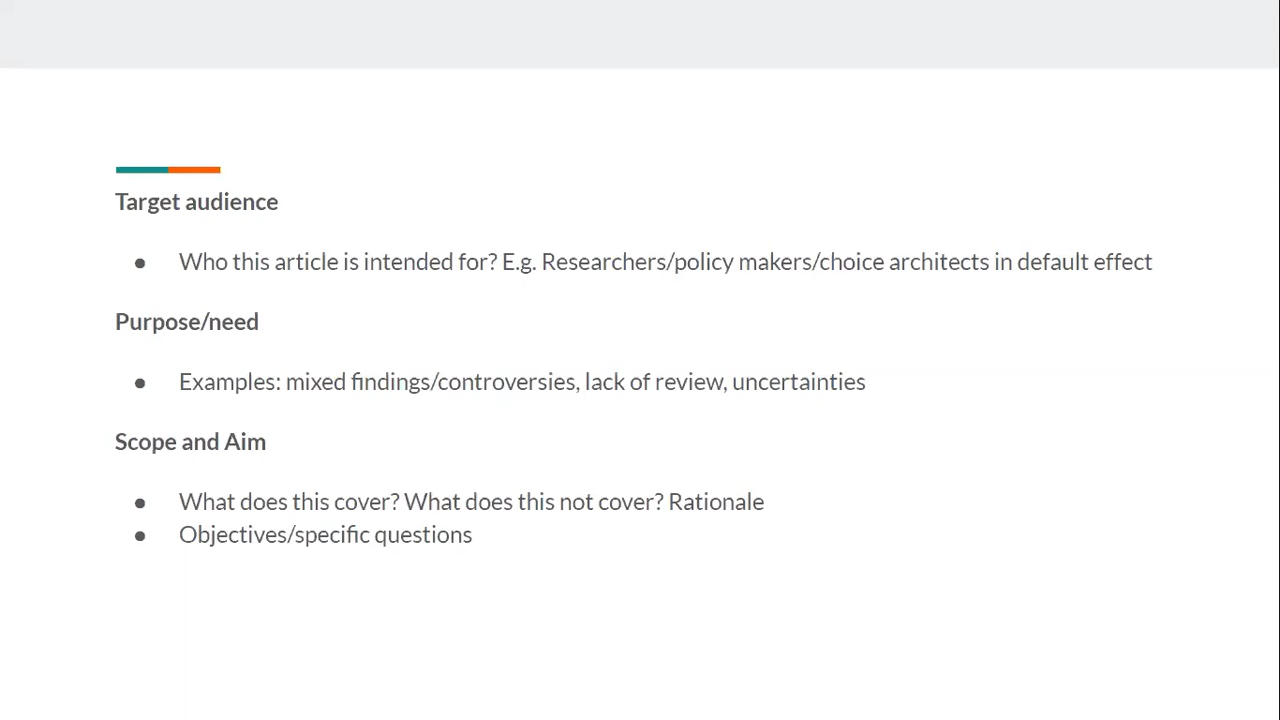 Target audience
● Who this article is intended for? E.g. Researchers/policy makers/choice architects in default effect
Purpose/need
● Examples: mixed findings/controversies, lack of review, uncertainties
Scope and Aim
● What does this cover? What does this not cover? Rationale
● Objectives/specific questions